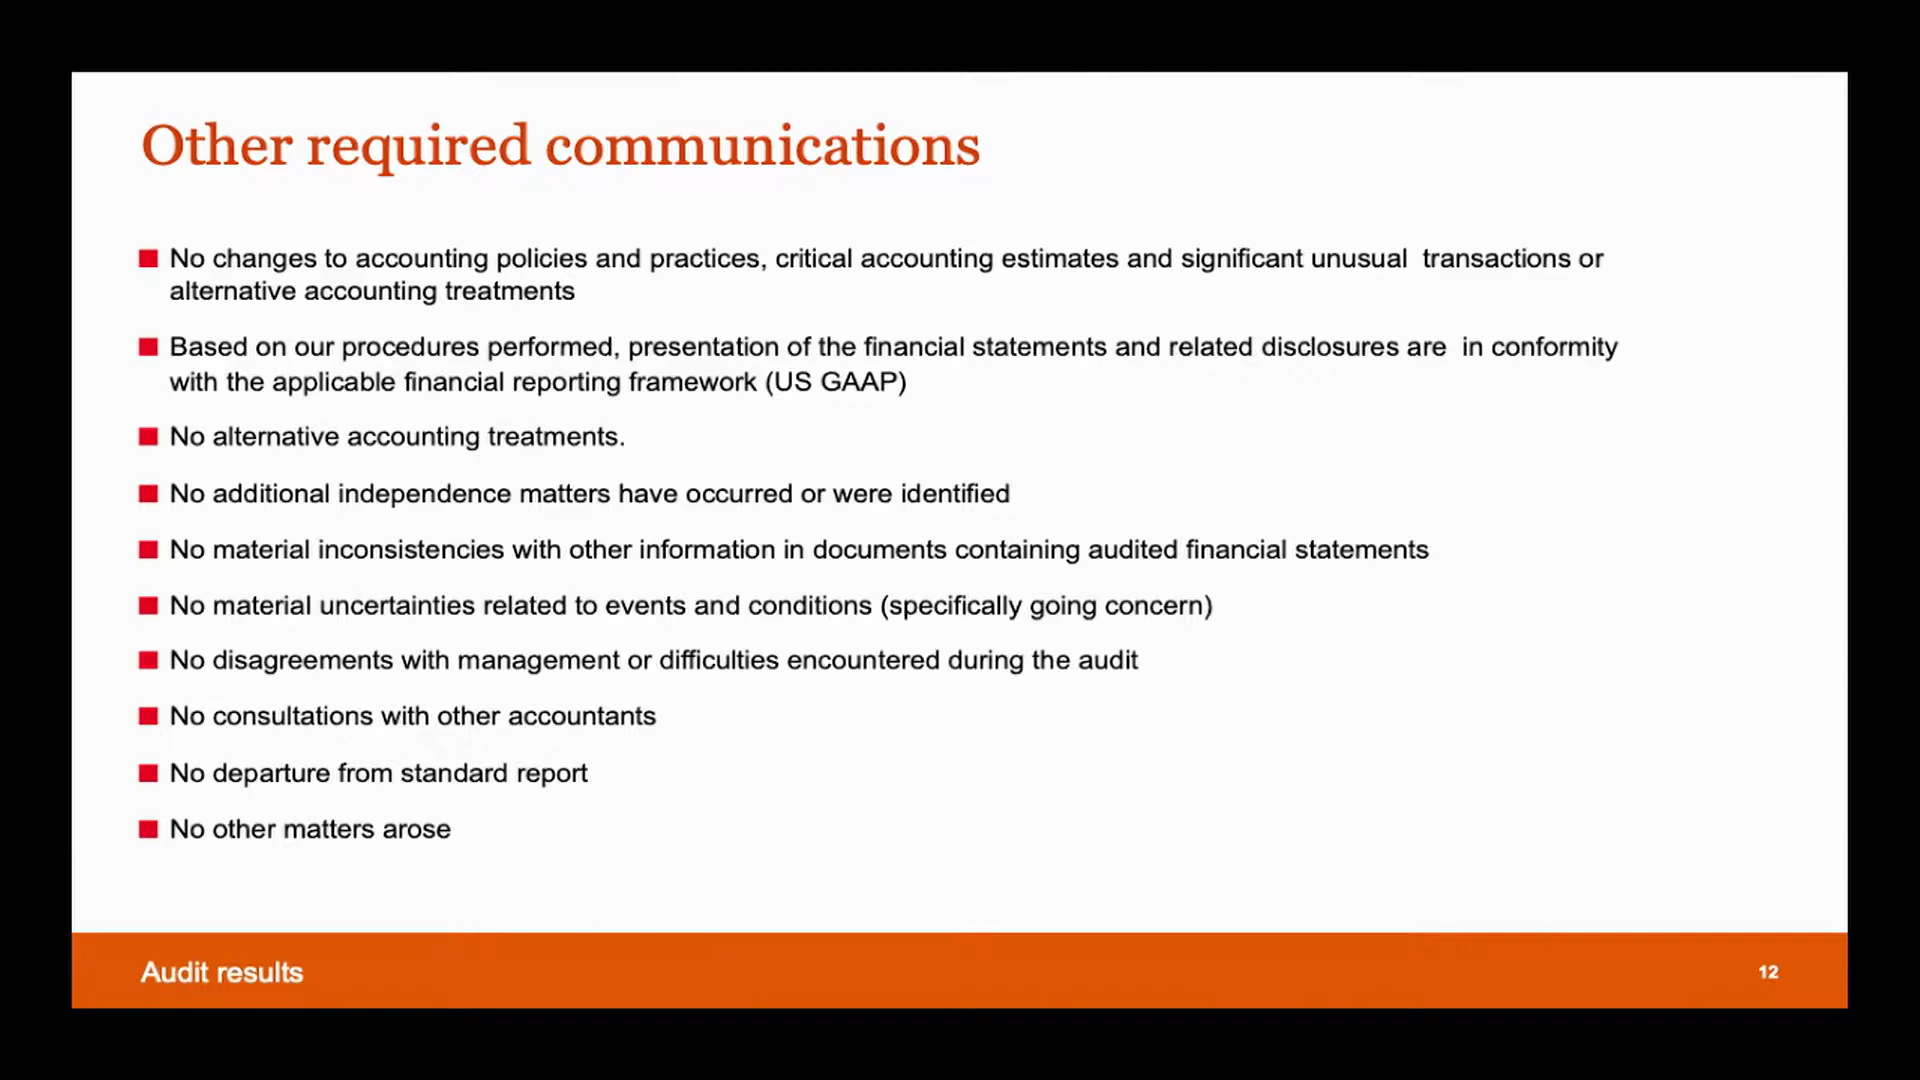 Other required communications
No changes to accounting policies and practices, critical accounting estimates and significant unusual  transactions or
alternative accounting treatments
Based on our procedures performed, presentation of the financial statements and related disclosures are  in conformity
with the applicable financial reporting framework (US GAAP)
No alternative accounting treatments.
No additional independence matters have occurred or were identified
No material inconsistencies with other information in documents containing audited financial statements
No material uncertainties related to events and conditions (specifically going concern)
No disagreements with management or difficulties encountered during the audit
No consultations with other accountants
No departure from standard report
No other matters arose
Audit results
12